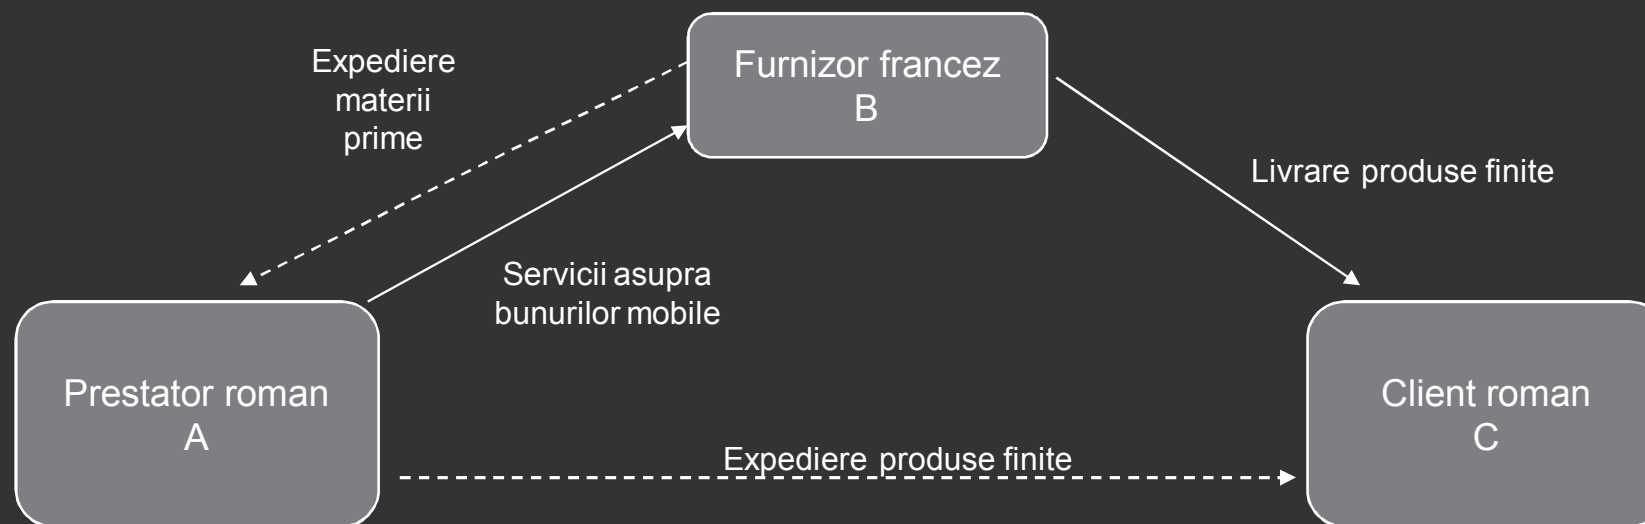 Expediere
materii
prime
Furnizor francez
B
Livrare produse finite
Servicii asupra
bunurilor mobile
Prestator roman
A
Expediere produse finite
Client roman
C